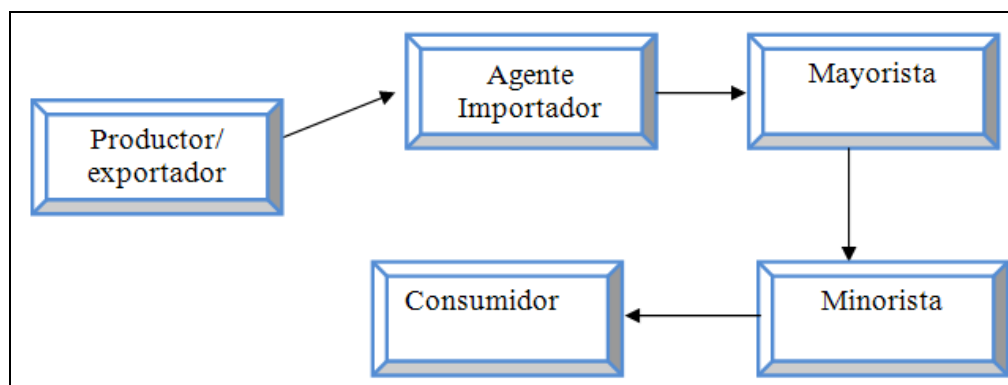 Productor/
exportador
Agente
Importador
Mayorista
Minorista
Consumidor